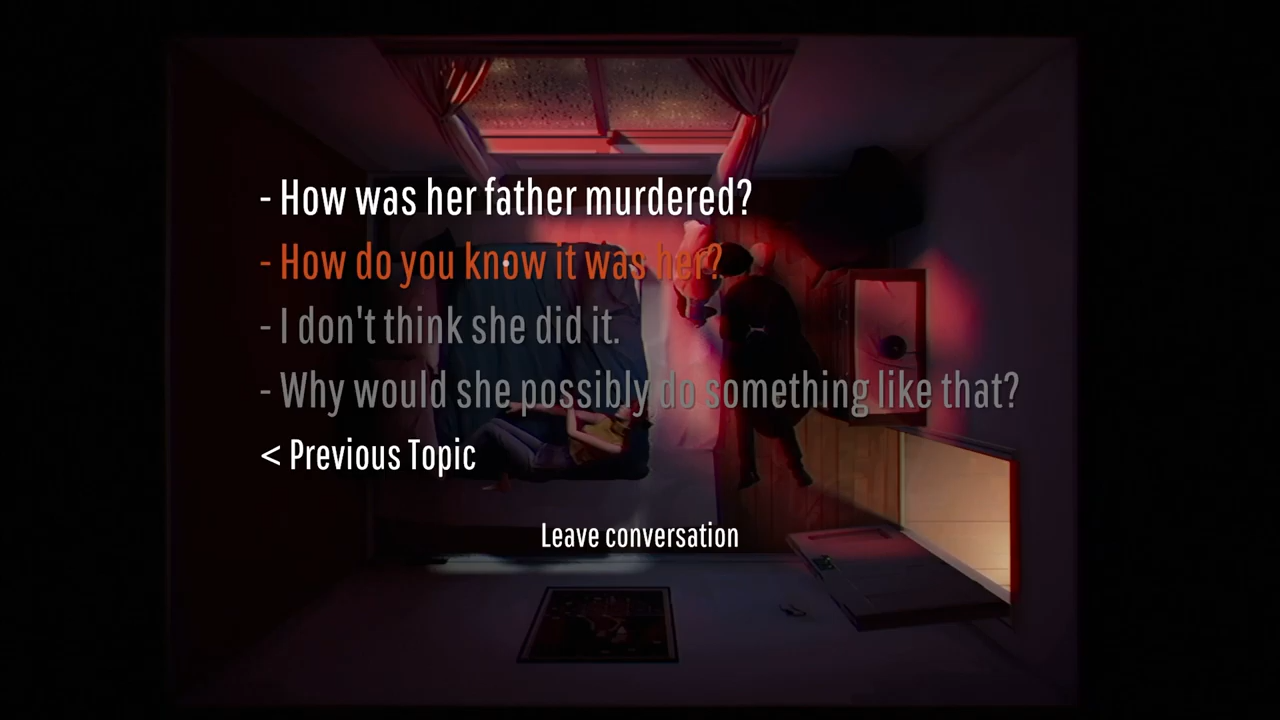 - How was her father murdered?
- How do you know it was her?
- I don't think she did it.
- Why would she possibly do something like that?
< Previous Topic
Leave conversation